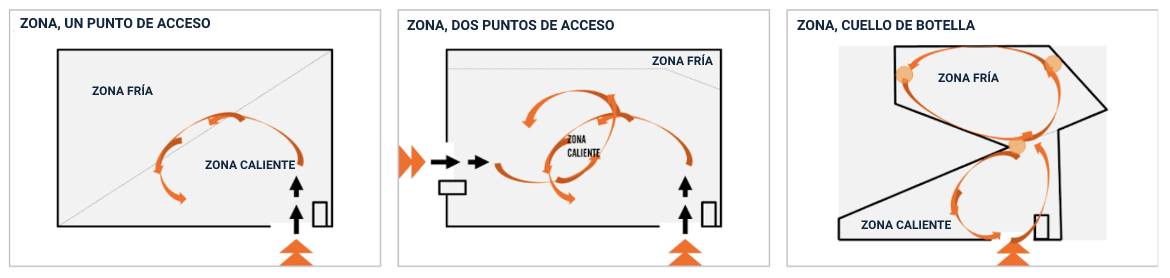 ZONA, UN PUNTO DE ACCESO
ZONA FRÍA
ZONA CALIENTE
ZONA, DOS PUNTOS DE ACCESO
ZONA FRÍA
ZONA
CALIENTE
ZONA, CUELLO DE BOTELLA
ZONA FRÍA
ZONA CALIENTE